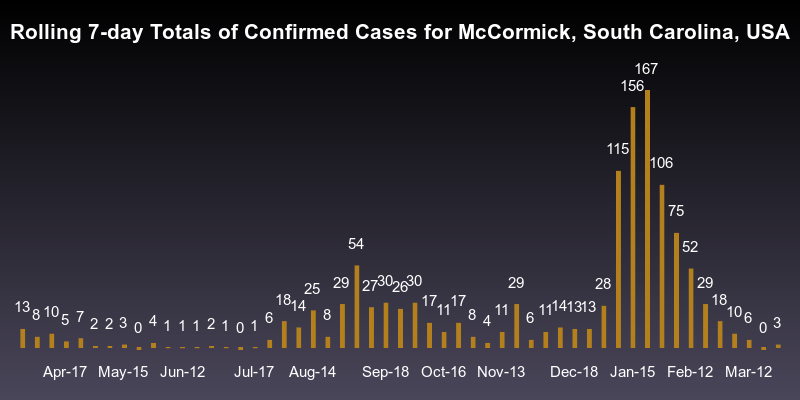 Rolling 7-day Totals of Confirmed Cases for McCormick, South Carolina, USA
13 8 10 5 7 2 2 3 0 4 1 1 1 2 1 0 1 6 18 14 25 8 29 54 27 30 26 30 17 11 17 8 4 11 29 6 11 14 13 13 28 115 156 167 106 75 52 29 18 10 6 0 3
Apr-17 May-15 Jun-12 Jul-17 Aug-14 Sep-18 Oct-16 Nov-13 Dec-18 Jan-15 Feb-12 Mar-12